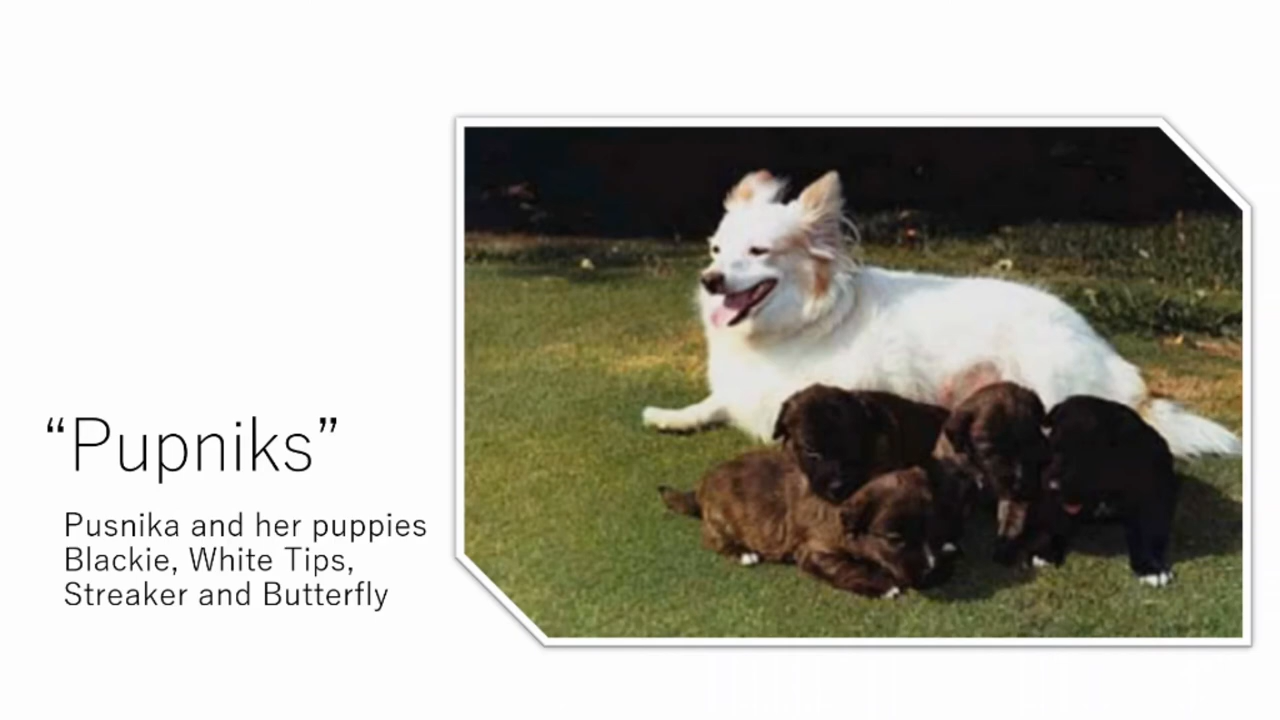 “Pupniks”
Pusnika and her puppies
Blackie, White Tips,
Streaker and Butterfly